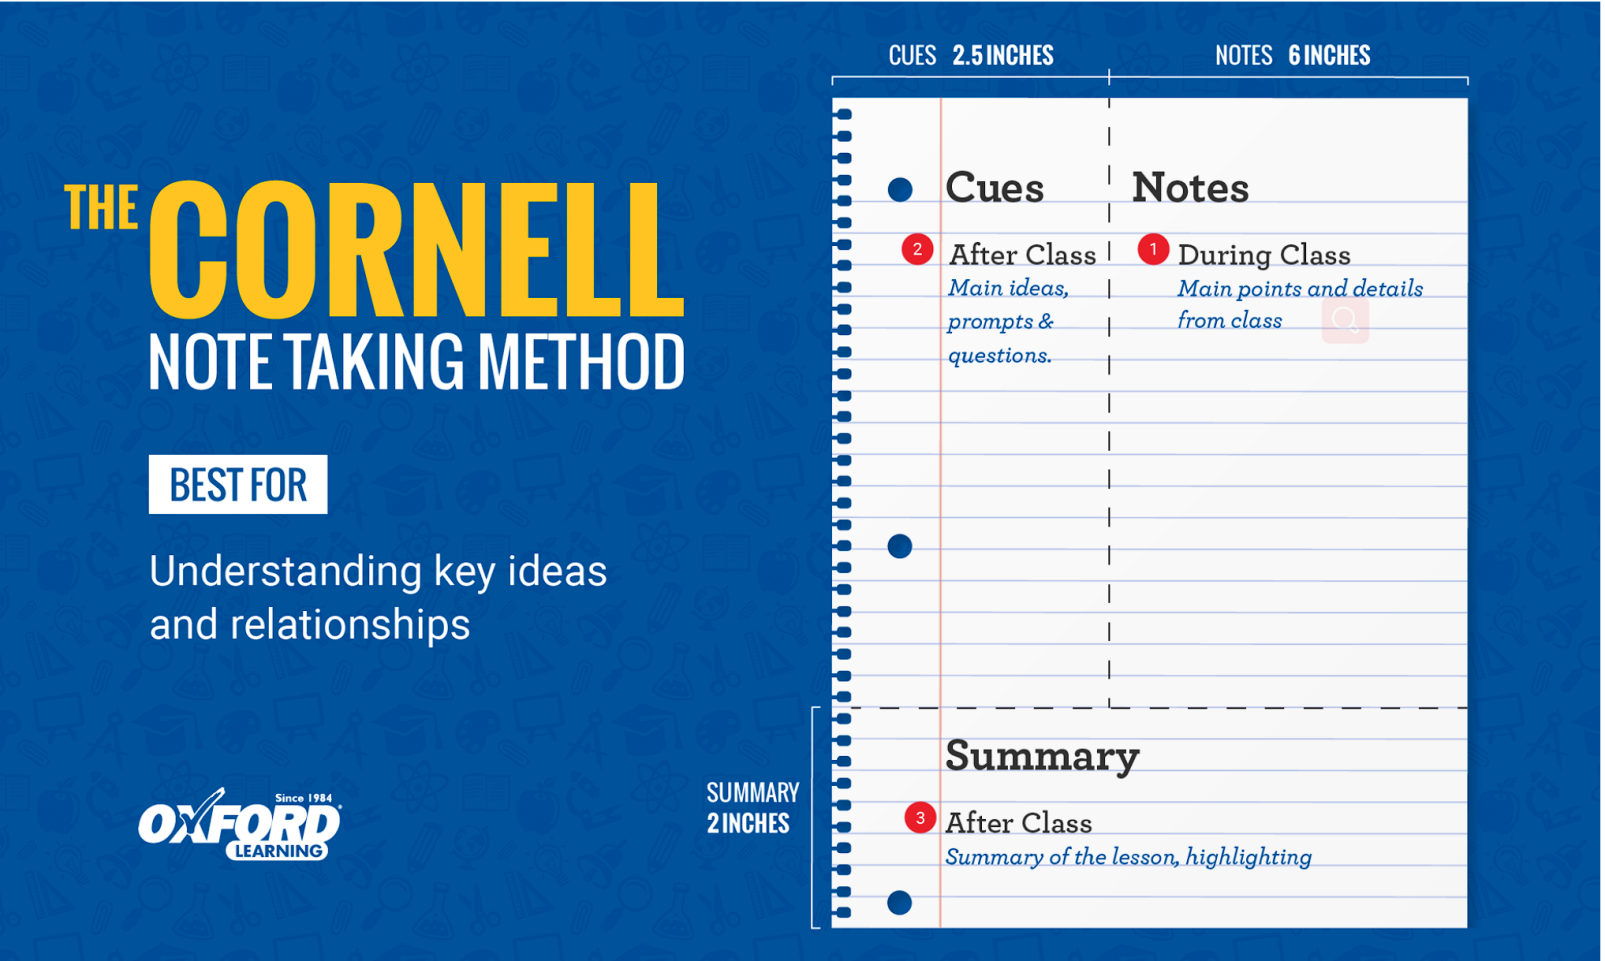 THE CORNELL
NOTE TAKING METHOD
BEST FOR
Understanding key ideas
and relationships
Since 1984
OXFORD®
LEARNING
CUES 2.5 INCHES
NOTES 6 INCHES
Cues
2 After Class
Main ideas,
prompts &
questions.
Notes
1 During Class
Main points and details
from class
SUMMARY
2 INCHES
Summary
3 After Class
Summary of the lesson, highlighting